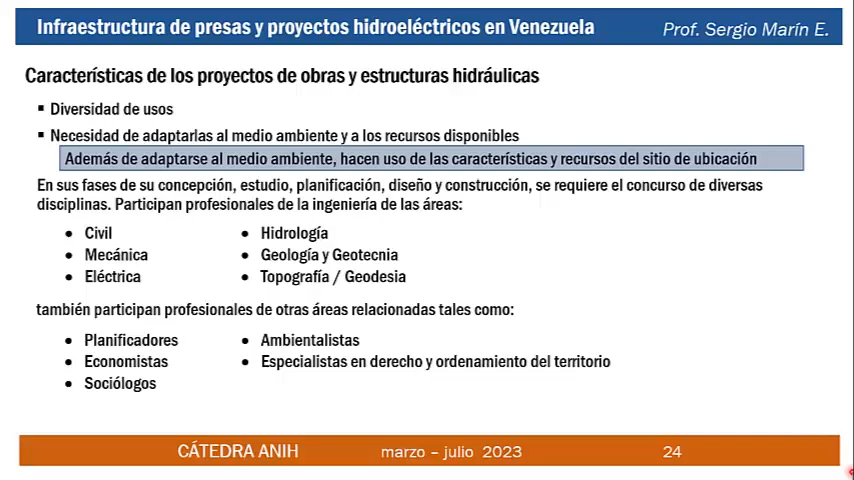 Infraestructura de presas y proyectos hidroeléctricos en Venezuela
Prof. Sergio Marín E.
Características de los proyectos de obras y estructuras hidráulicas
▪ Diversidad de usos
▪ Necesidad de adaptarlas al medio ambiente y a los recursos disponibles
Además de adaptarse al medio ambiente, hacen uso de las características y recursos del sitio de ubicación
En sus fases de su concepción, estudio, planificación, diseño y construcción, se requiere el concurso de diversas
disciplinas. Participan profesionales de la ingeniería de las áreas:
• Civil
• Mecánica
• Eléctrica
• Hidrología
• Geología y Geotecnia
• Topografía / Geodesia
también participan profesionales de otras áreas relacionadas tales como:
• Planificadores
• Economistas
• Sociólogos
• Ambientalistas
• Especialistas en derecho y ordenamiento del territorio
CÁTEDRA ANIH marzo – julio 2023 24